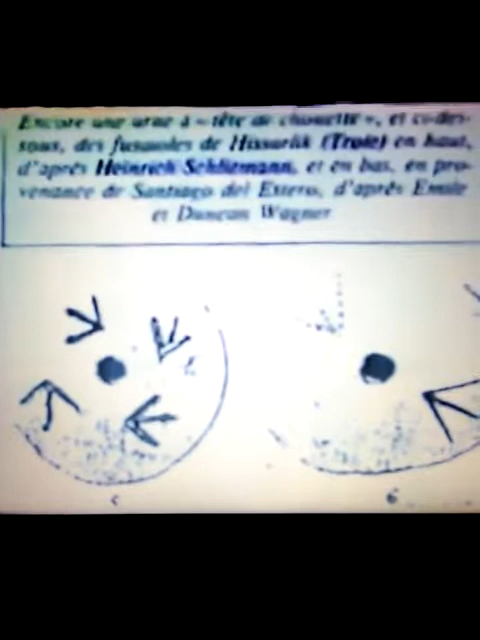 Encore une urne à « tête de chouette », et ci-des-
sous, des fusaïoles de Hissarlik (Troie) en haut,
d'après Heinrich Schliemann, et en bas, en pro-
venance de Santiago del Estero, d'après Emile
et Duncan Wagner
6